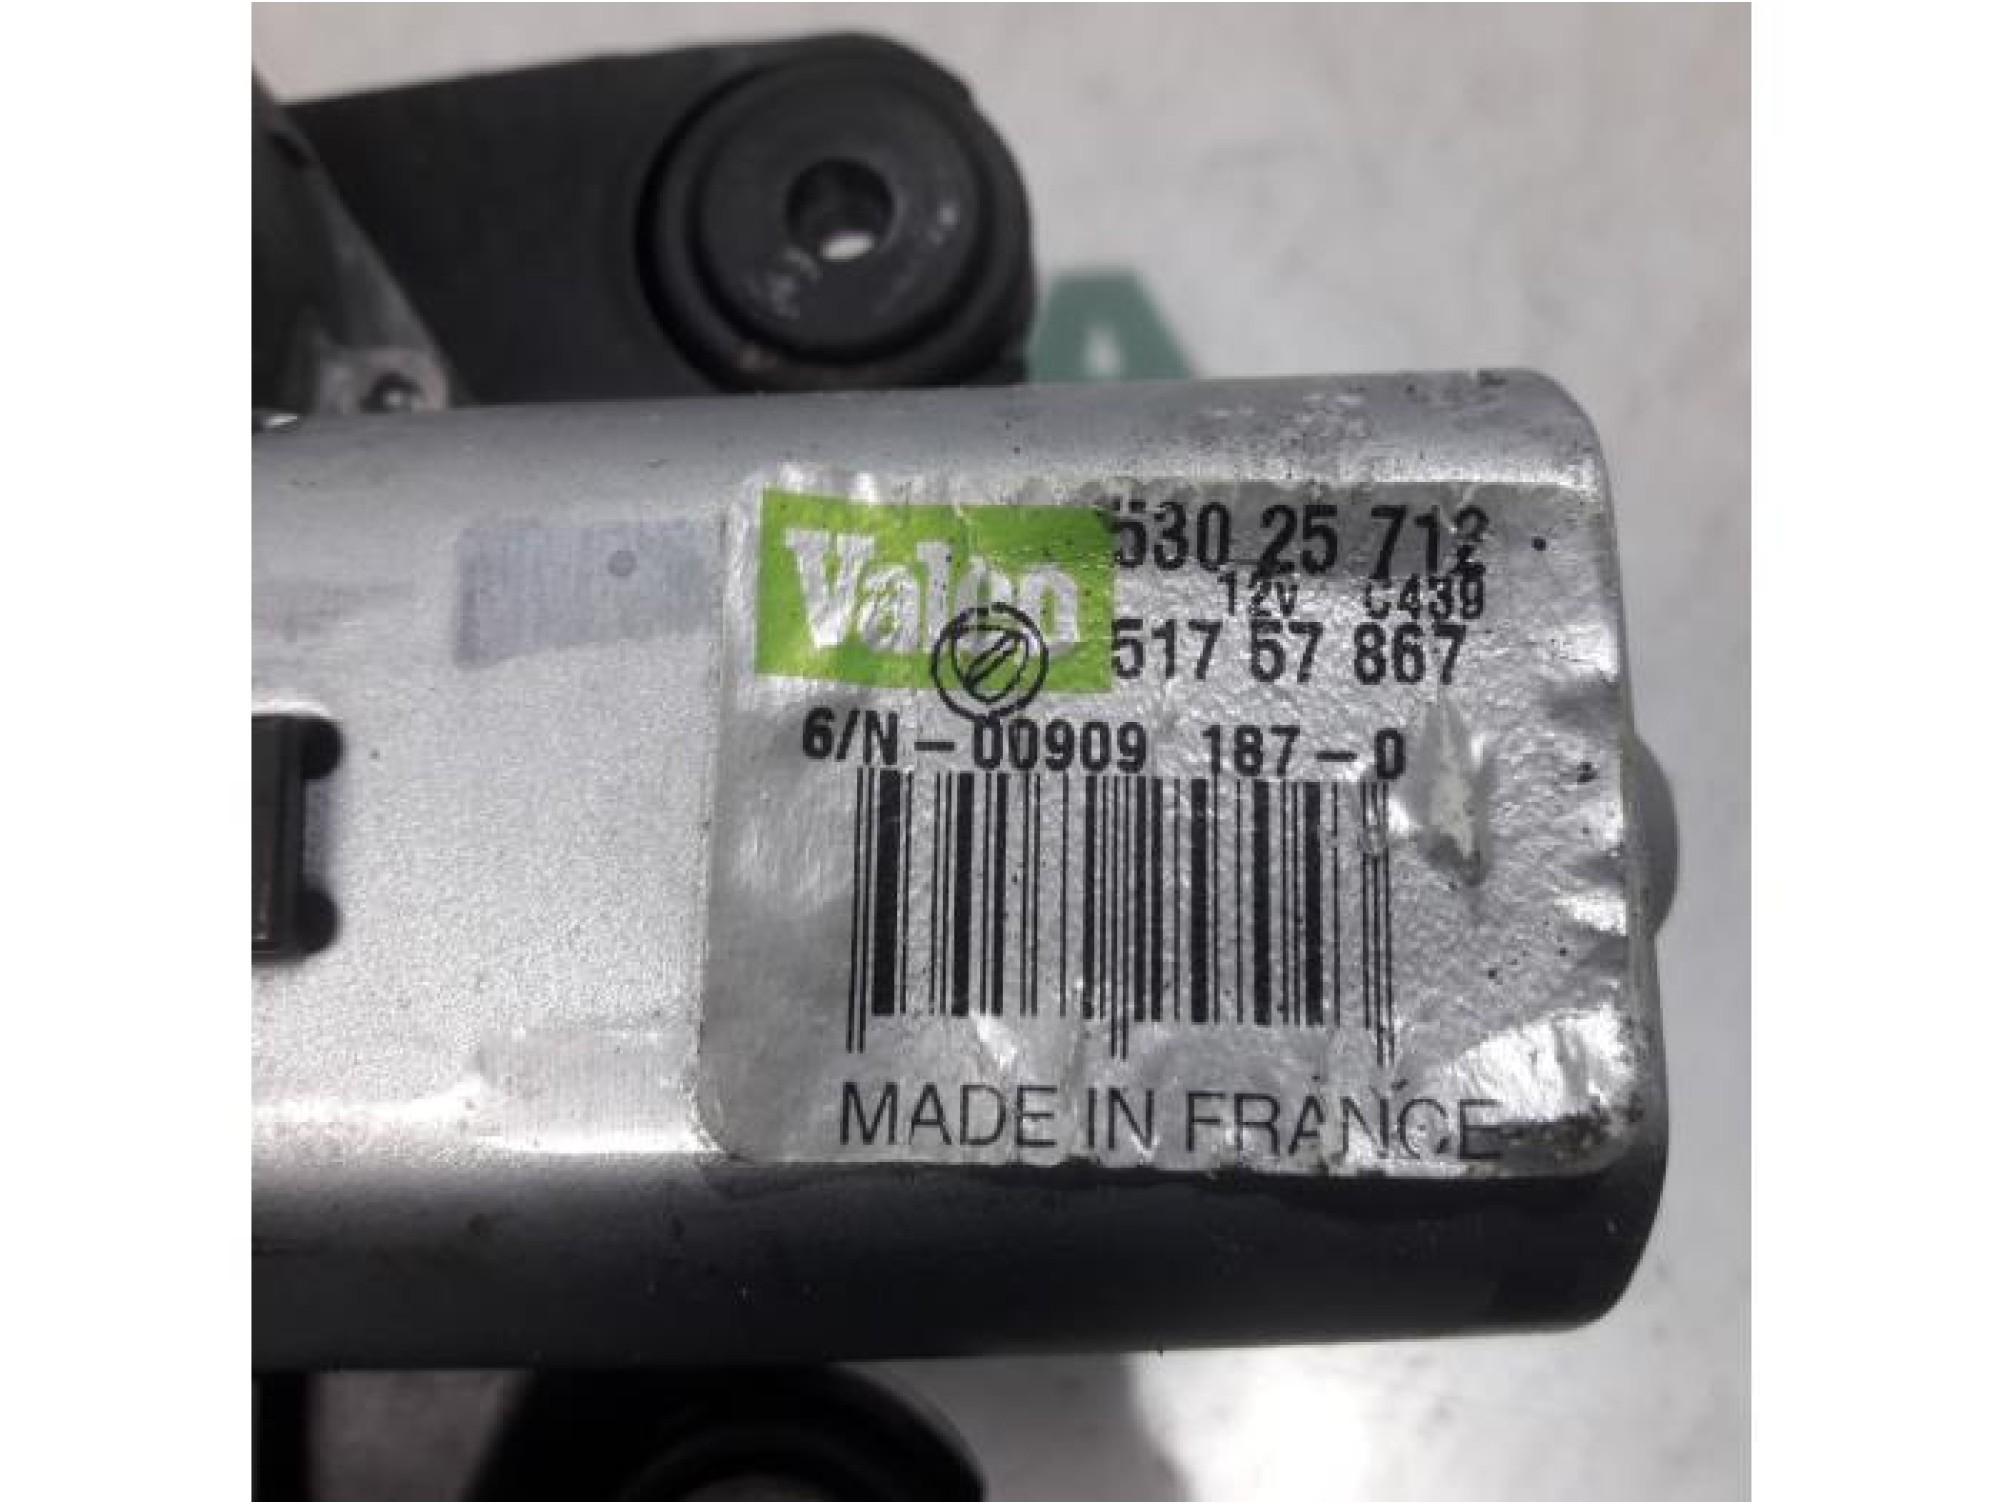 Valeo
530 25 712
12V C439
517 57 867
6/N-00909 187-0
MADE IN FRANCE